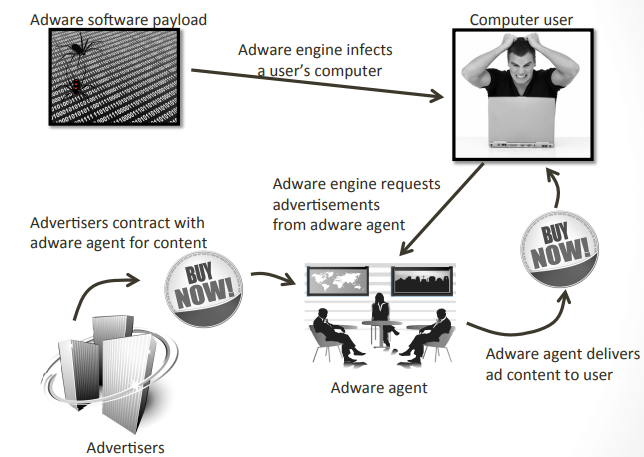 Adware software payload
Computer user
Adware engine infects
a user's computer
Adware engine requests
advertisements
from adware agent
Advertisers contract with
adware agent for content
BUY
NOW!
BUY
NOW!
Adware agent delivers
ad content to user
Adware agent
Advertisers